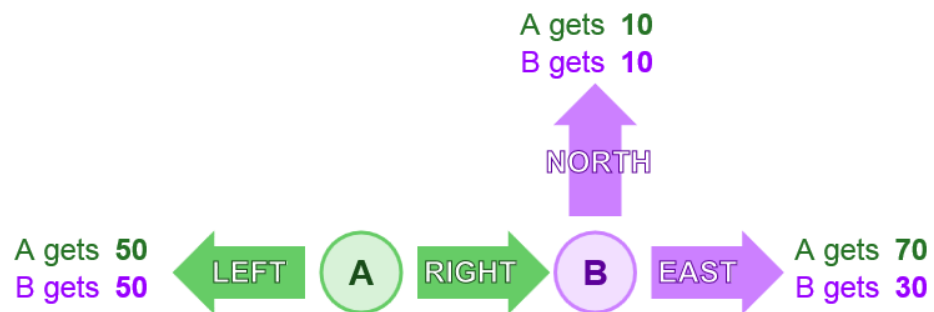 A gets 10
B gets 10
NORTH
A gets 50
B gets 50
LEFT
A
RIGHT
B
EAST
A gets 70
B gets 30